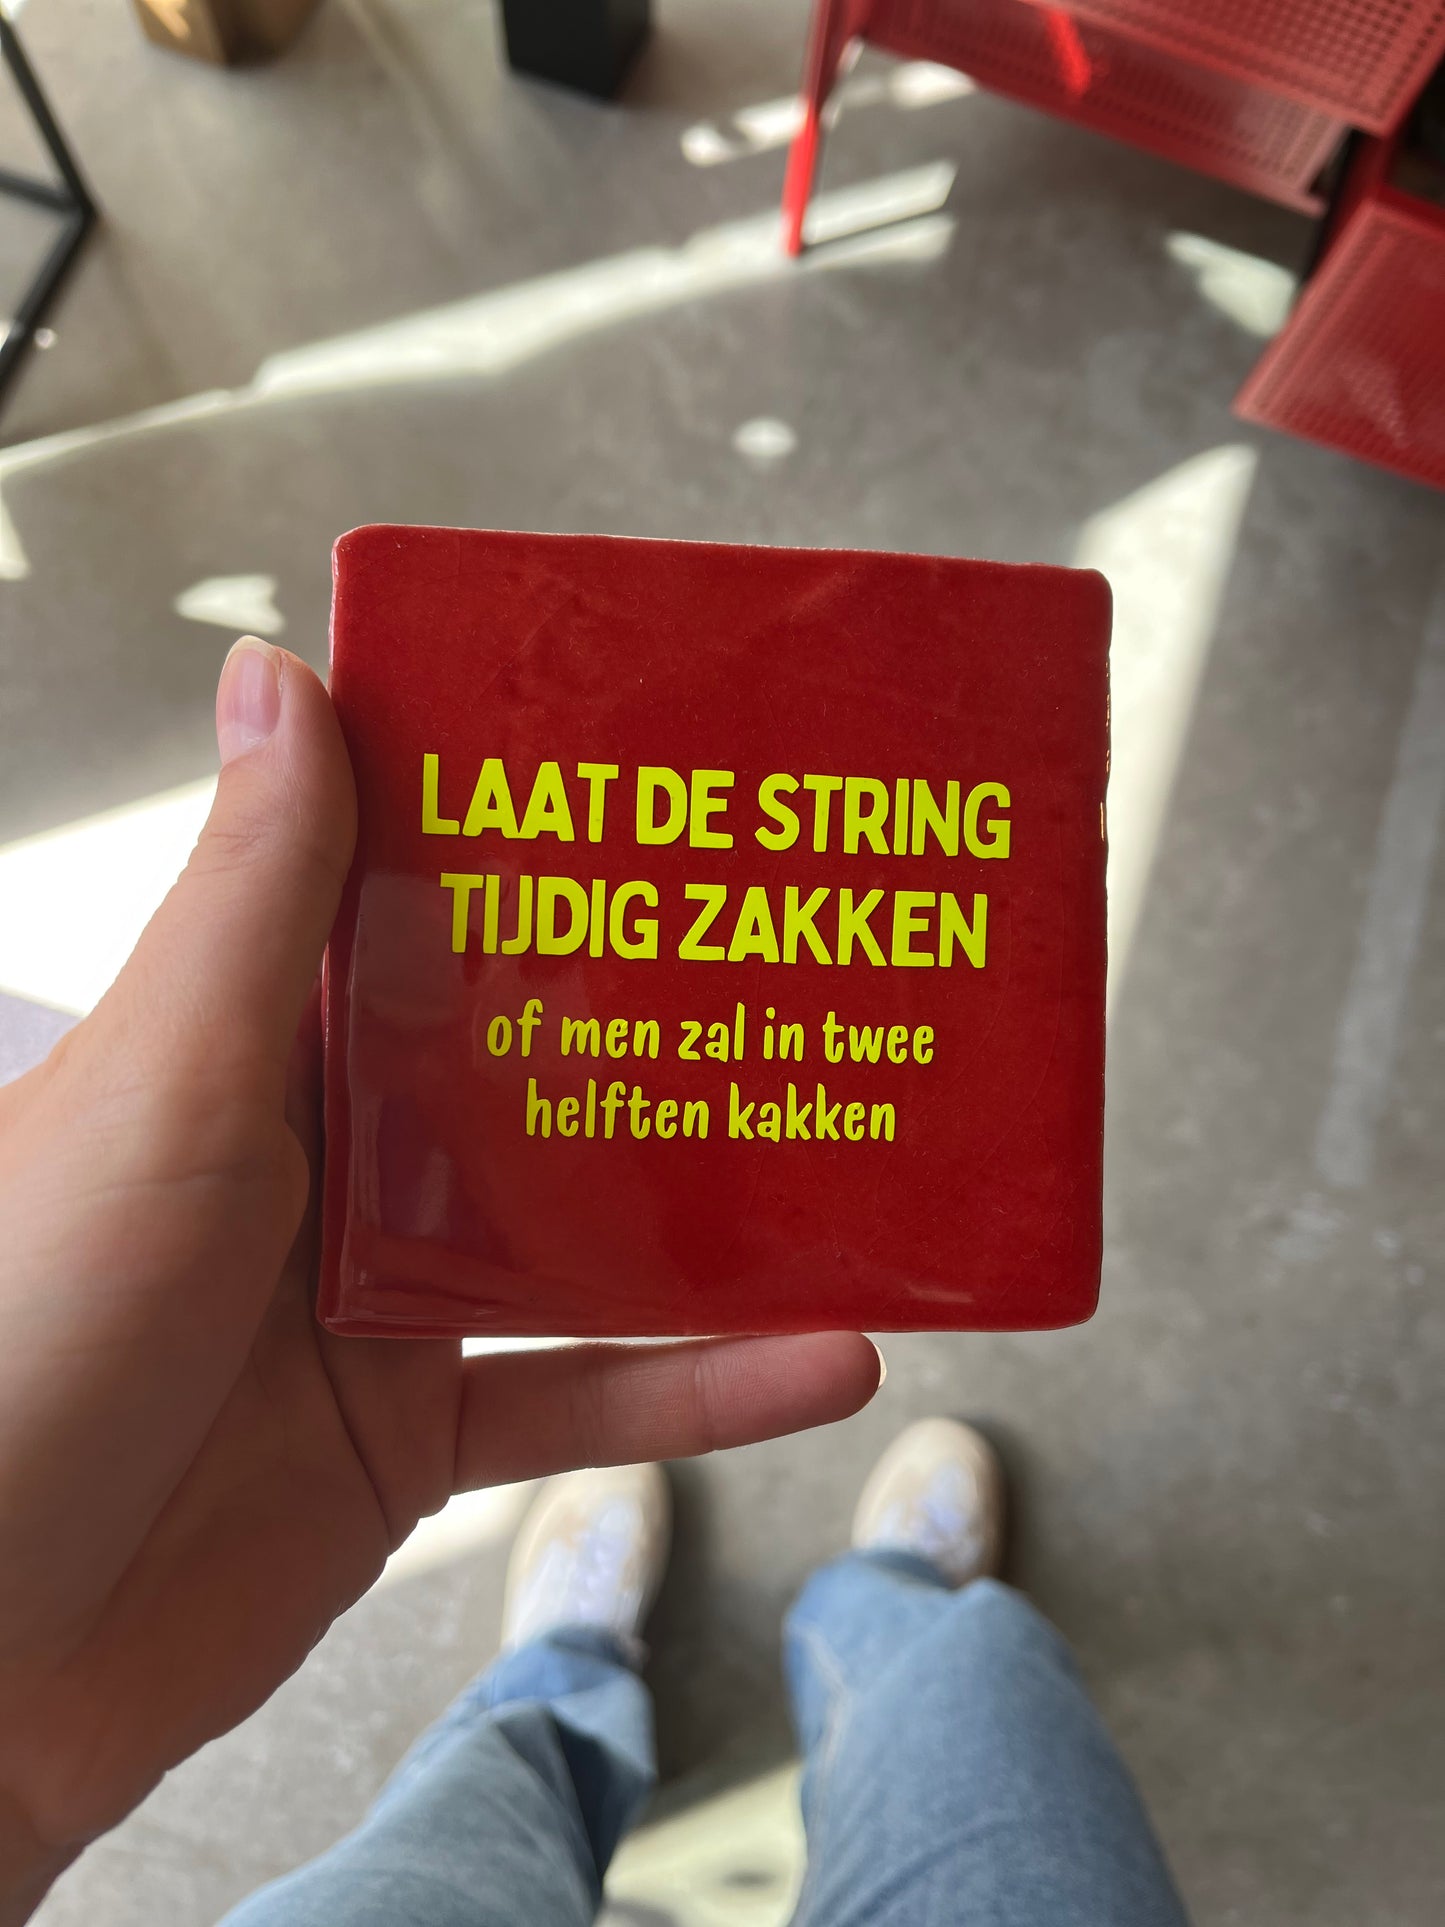 LAAT DE STRING
TIJDIG ZAKKEN
of men zal in twee
helften kakken